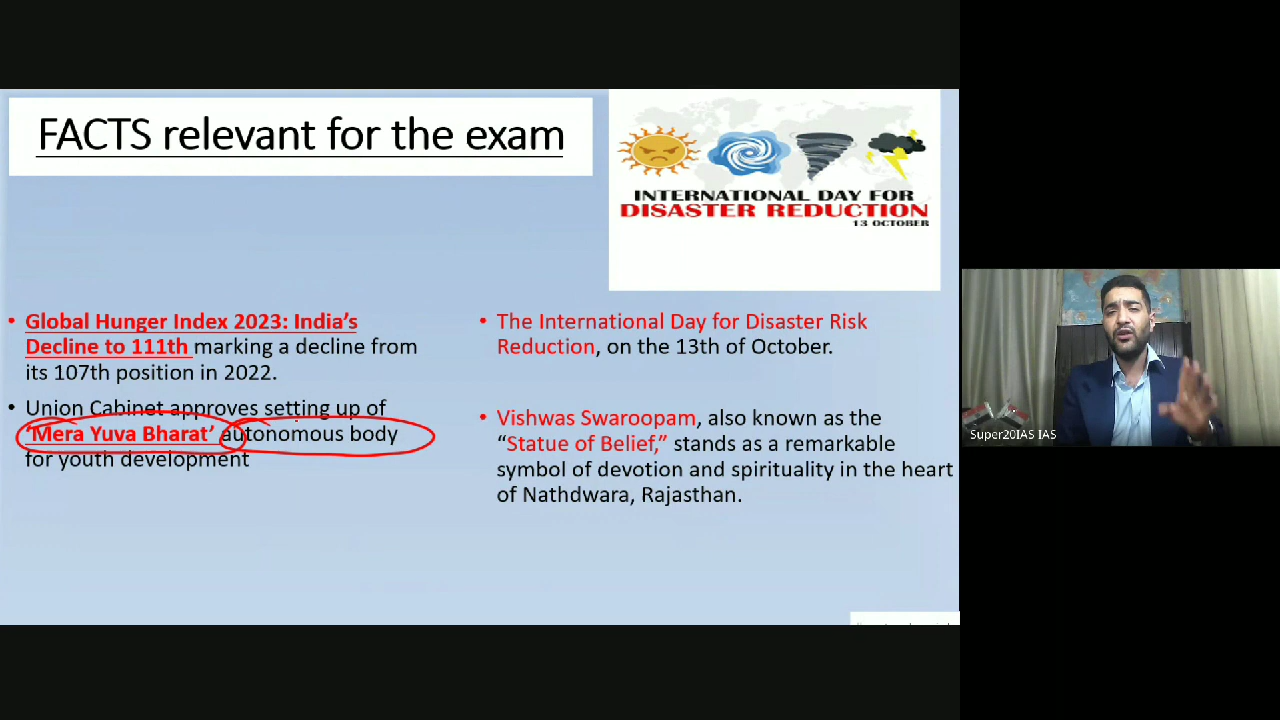 FACTS relevant for the exam
INTERNATIONAL DAY FOR
DISASTER REDUCTION
13 OCTOBER
• Global Hunger Index 2023: India’s
Decline to 111th marking a decline from
its 107th position in 2022.
• Union Cabinet approves setting up of
‘Mera Yuva Bharat’ autonomous body
for youth development
• The International Day for Disaster Risk
Reduction, on the 13th of October.
• Vishwas Swaroopam, also known as the
“Statue of Belief,” stands as a remarkable
symbol of devotion and spirituality in the heart
of Nathdwara, Rajasthan.
Super20IAS IAS